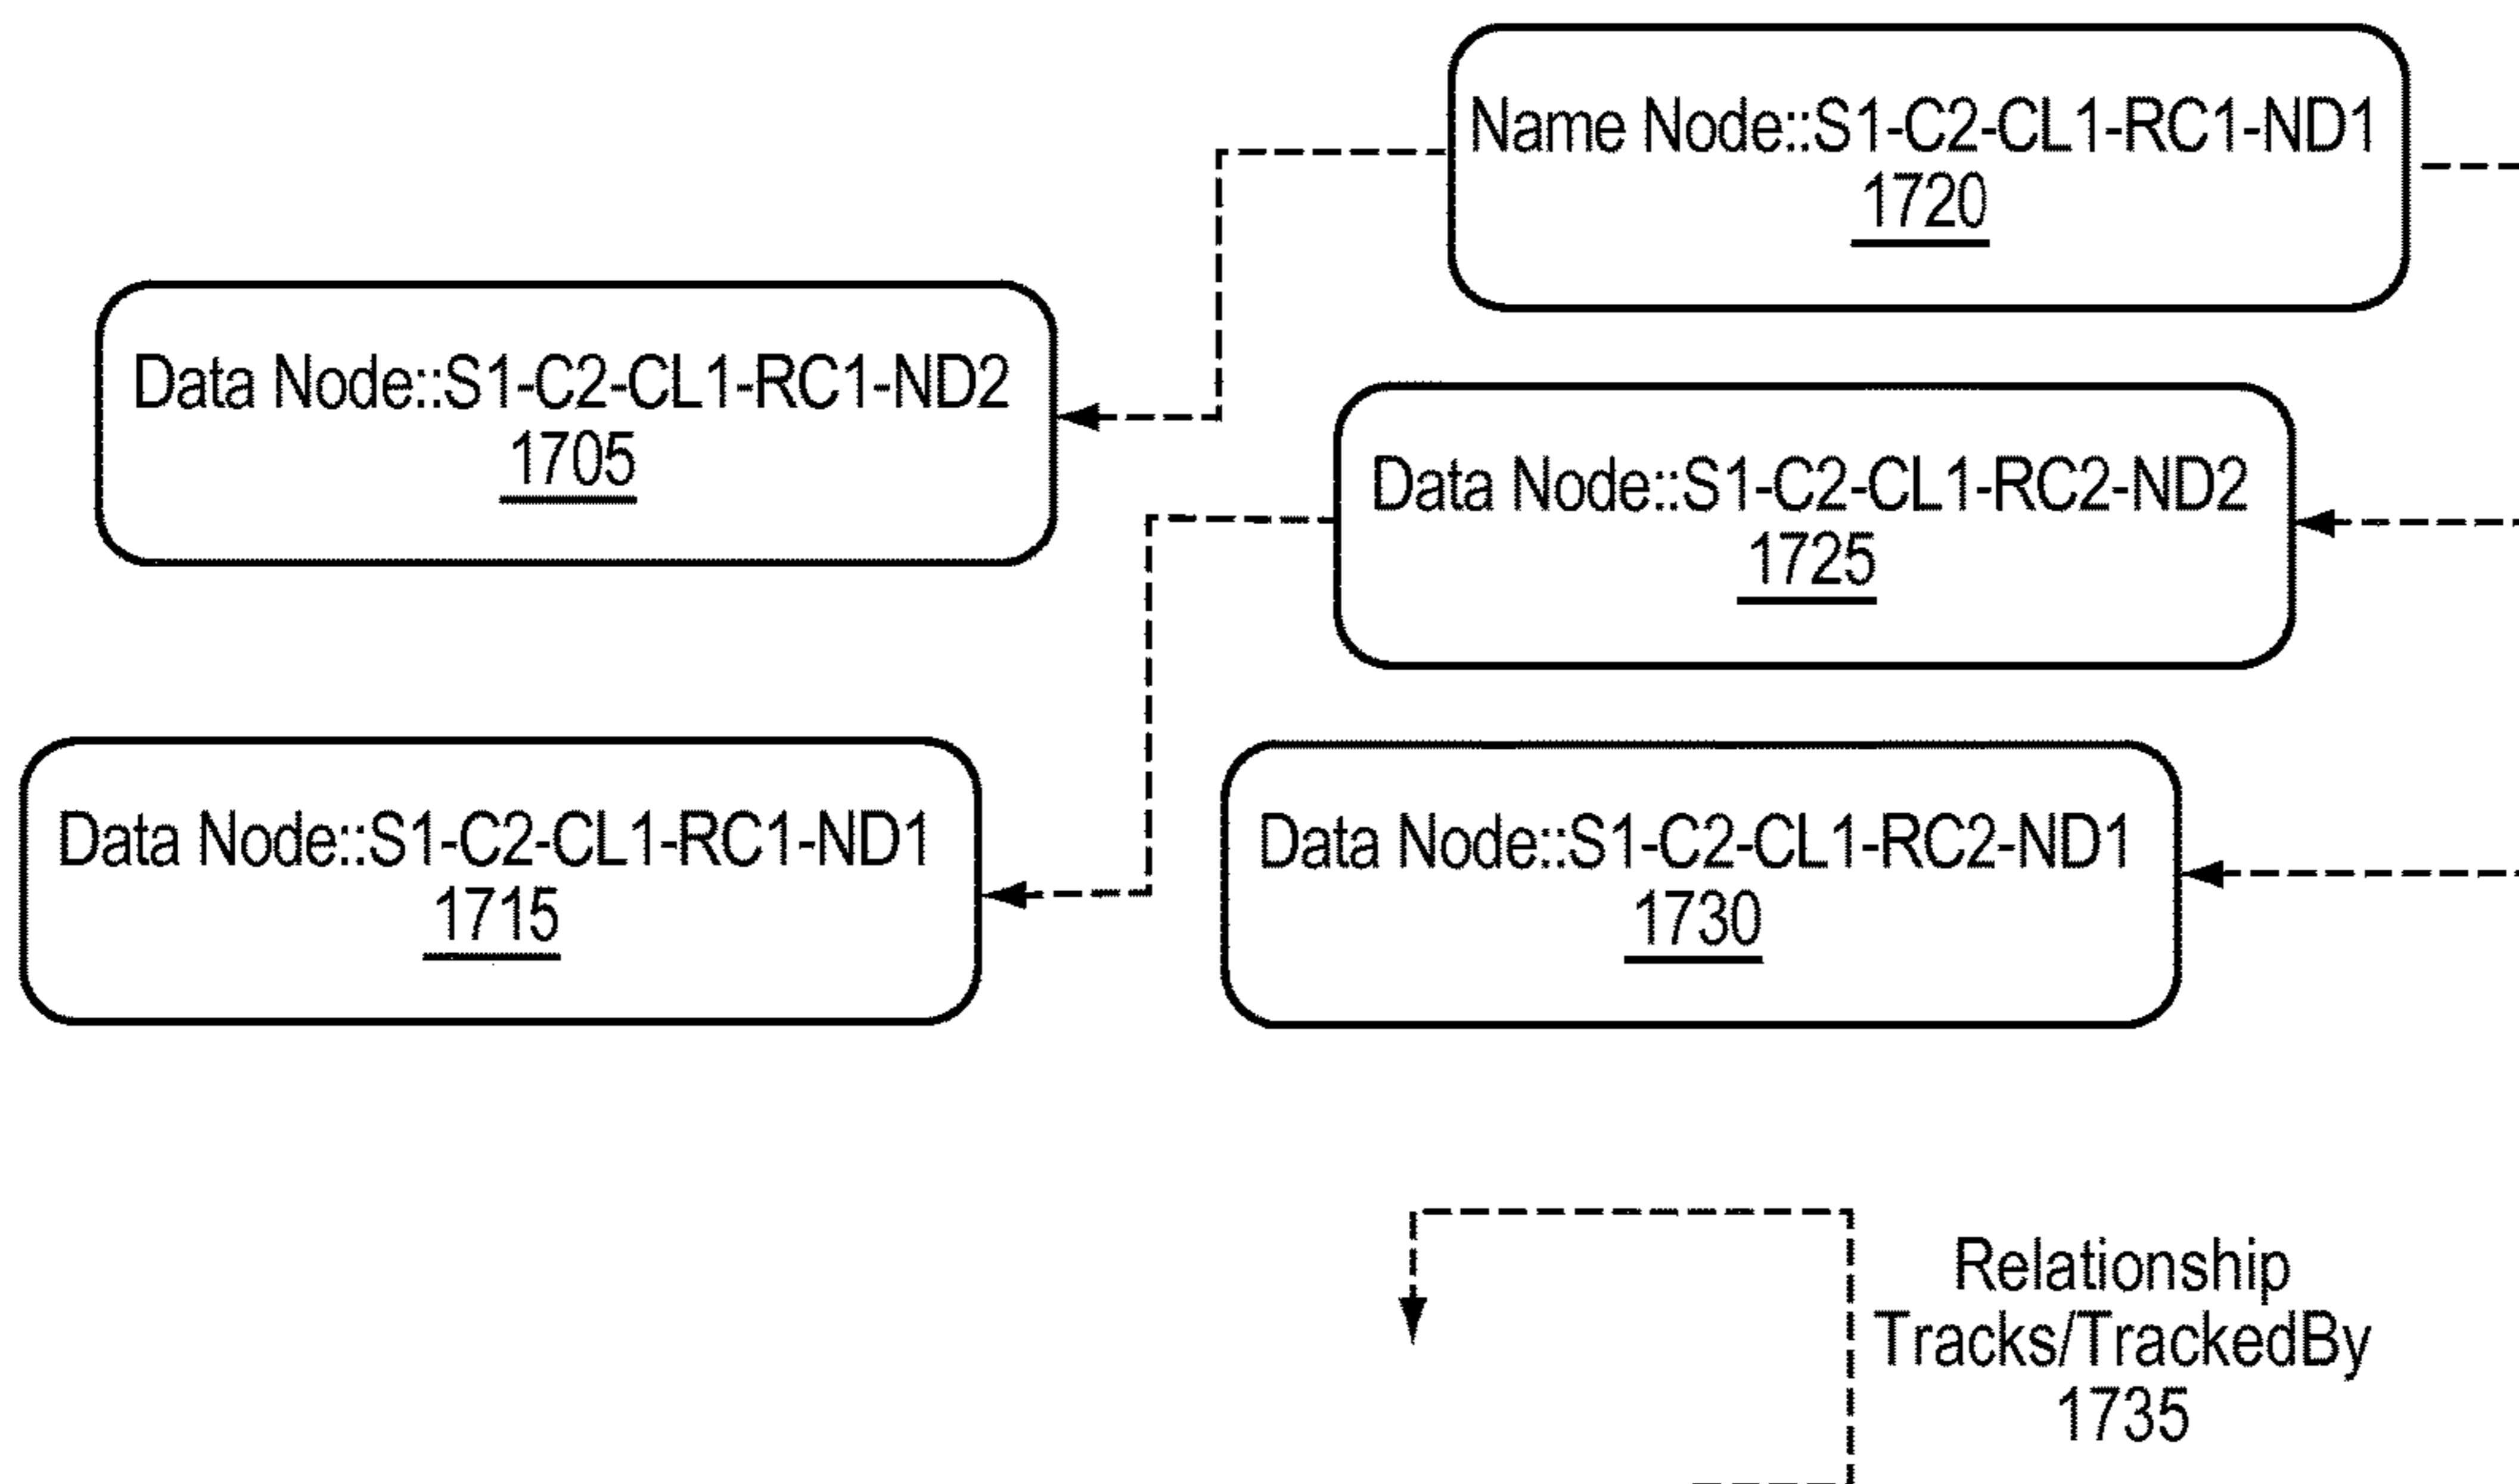 Name Node::S1-C2-CL1-RC1-ND1
1720
Data Node::S1-C2-CL1-RC1-ND2
1705
Data Node::S1-C2-CL1-RC2-ND2
1725
Data Node::S1-C2-CL1-RC1-ND1
1715
Data Node::S1-C2-CL1-RC2-ND1
1730
Relationship
Tracks/TrackedBy
1735